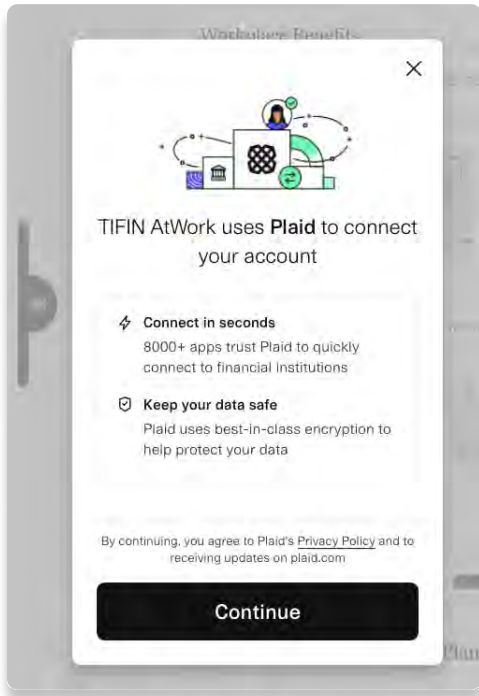 Workplace Benefits
TIFIN AtWork uses Plaid to connect
your account
Connect in seconds
8000+ apps trust Plaid to quickly
connect to financial institutions
Keep your data safe
Plaid uses best-in-class encryption to
help protect your data
By continuing, you agree to Plaid's Privacy Policy and to
receiving updates on plaid.com
Continue